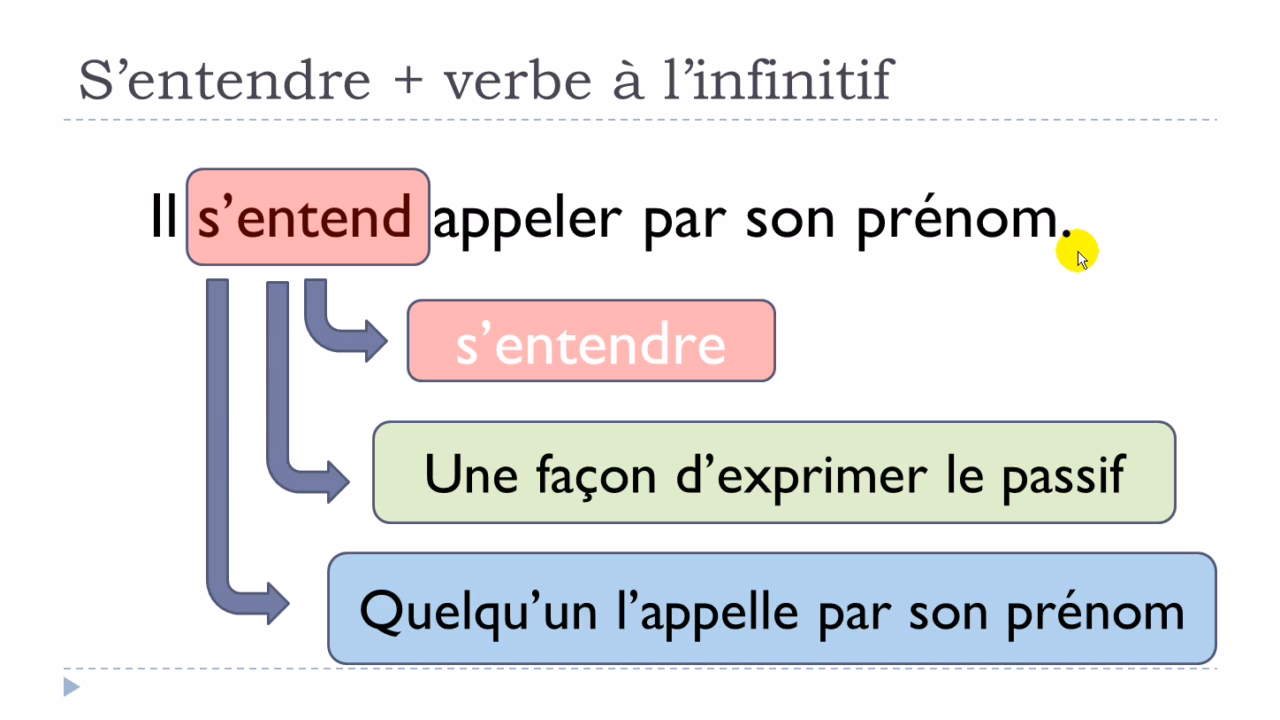 S’entendre + verbe à l’infinitif
Il s’entend appeler par son prénom.
s’entendre
Une façon d’exprimer le passif
Quelqu’un l’appelle par son prénom